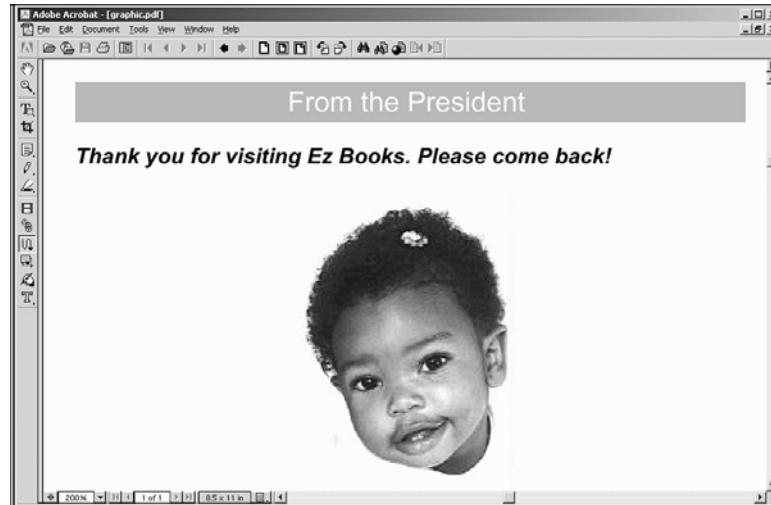 Adobe Acrobat - [graphic.pdf]
File Edit Document Tools View Window Help
From the President
Thank you for visiting Ez Books. Please come back!
200% 1 of 1 8.5 x 11 in